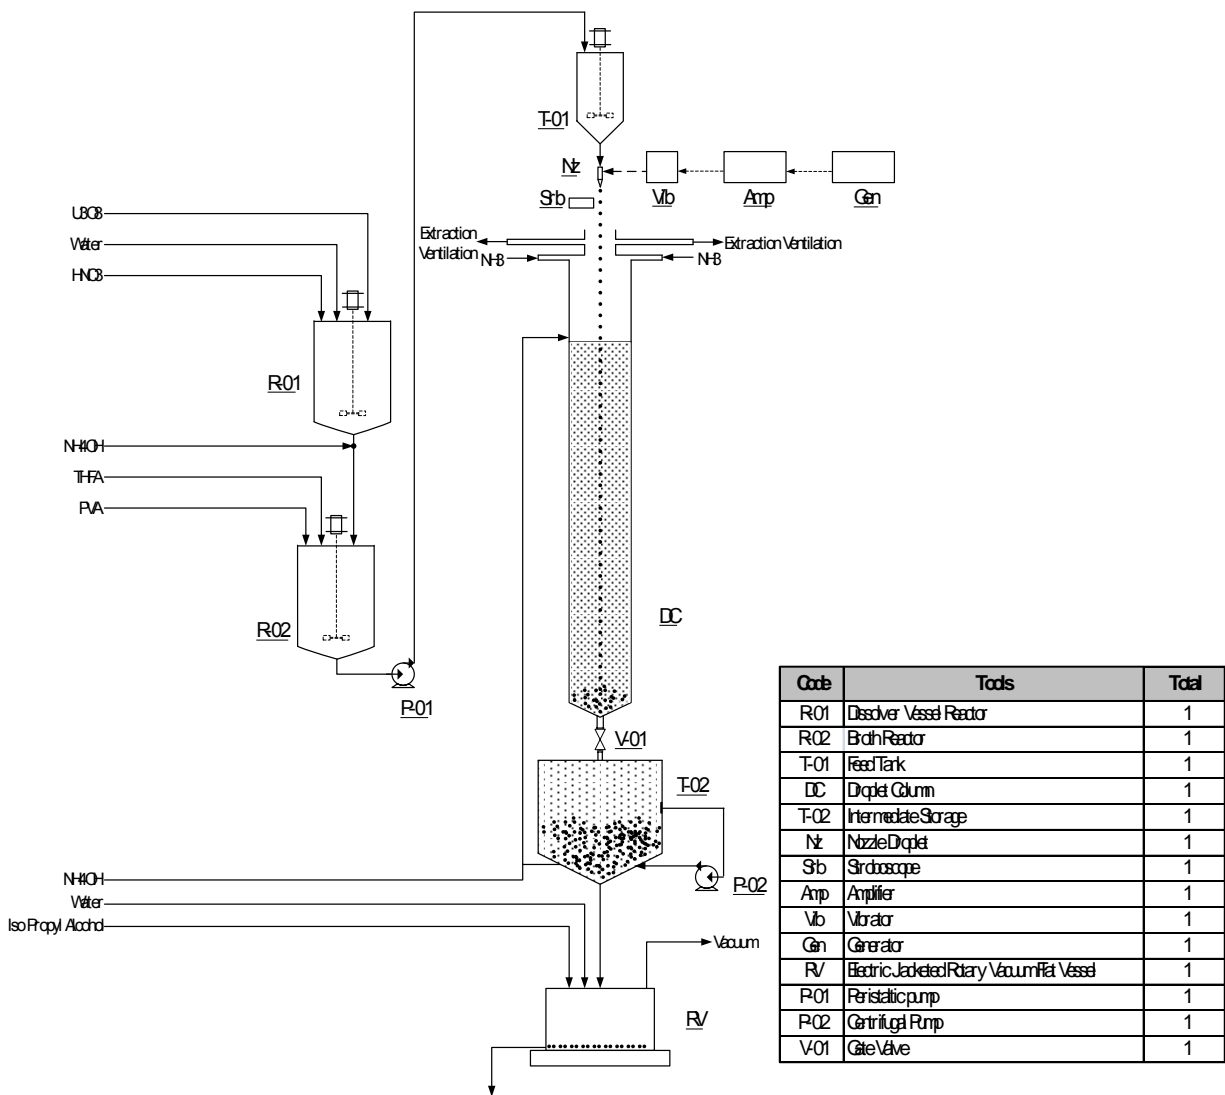 T-01
Nz
Vib
Amp
Gen
Srb
Extraction
Ventilation
Extraction Ventilation
NH3
NH3
U3O8
Water
HNO3
R-01
NH4OH
THFA
PVA
R-02
P-01
DC
V-01
T-02
P-02
NH4OH
Water
Iso Propyl Alcohol
Vacuum
RV
Code Tools Total
R-01 Dissolver Vessel Reactor 1
R-02 Broth Reactor 1
T-01 Feed Tank 1
DC Droplet Column 1
T-02 Intermediate Storage 1
Nz Nozzle Droplet 1
Srb Stroboscope 1
Amp Amplifier 1
Vib Vibrator 1
Gen Generator 1
RV Electric Jacketed Rotary Vacuum Flat Vessel 1
P-01 Peristaltic pump 1
P-02 Centrifugal Pump 1
V-01 Gate Valve 1